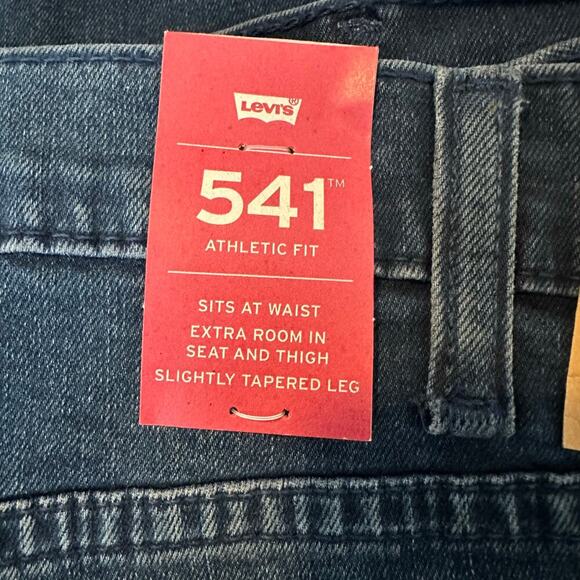 Levi's®
541™
ATHLETIC FIT
SITS AT WAIST
EXTRA ROOM IN
SEAT AND THIGH
SLIGHTLY TAPERED LEG